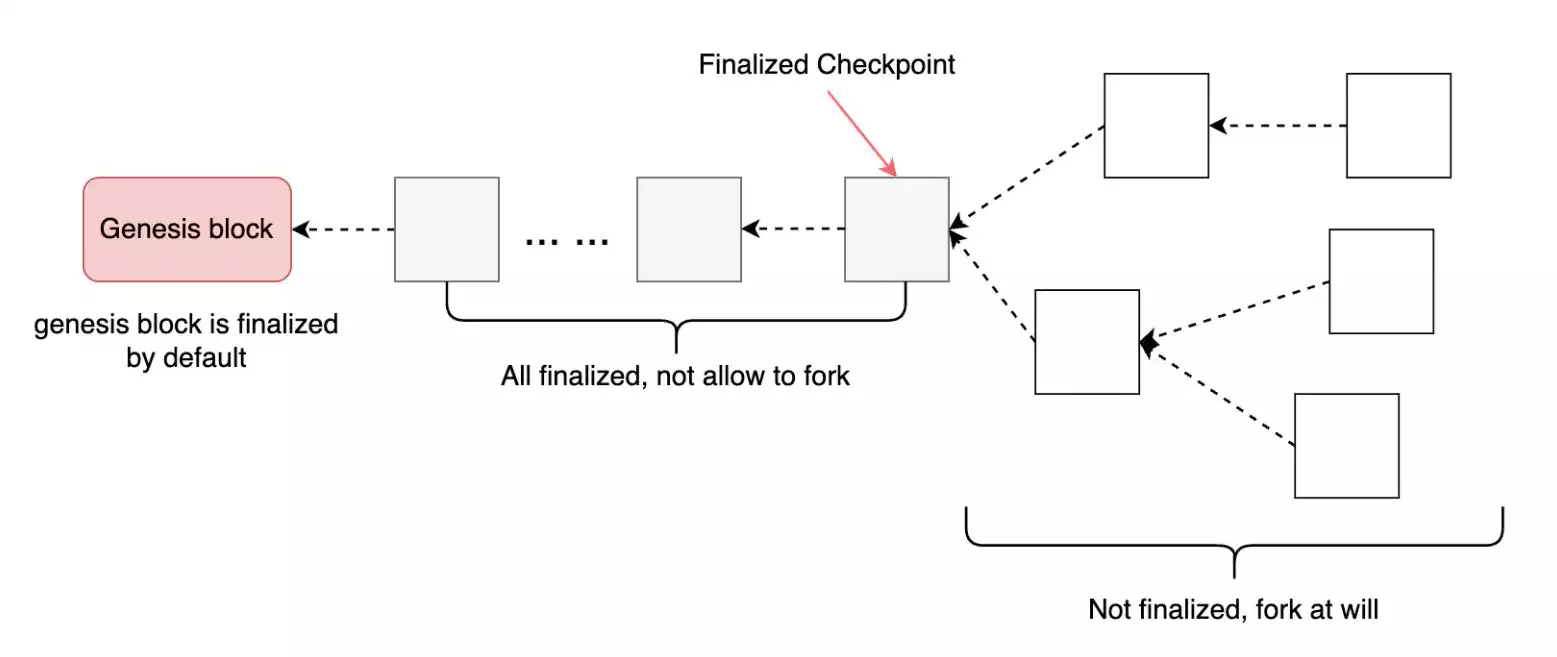 Finalized Checkpoint
Genesis block
... ...
genesis block is finalized
by default
All finalized, not allow to fork
Not finalized, fork at will